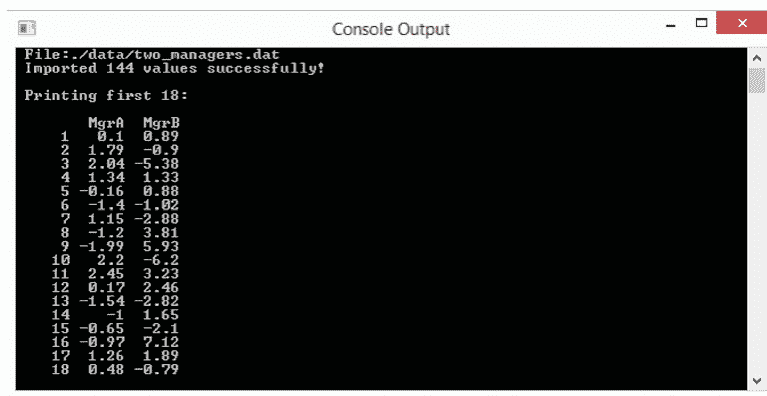 Console Output
File:./data/two_managers.dat
Imported 144 values successfully!
Printing first 18:
MgrA MgrB
1 0.1 0.89
2 1.79 -0.9
3 2.04 -5.38
4 1.34 1.33
5 -0.16 0.88
6 -1.4 -1.02
7 1.15 -2.88
8 -1.2 3.81
9 -1.99 5.93
10 2.2 -6.2
11 2.45 3.23
12 0.17 2.46
13 -1.54 -2.82
14 -1 1.65
15 -0.65 -2.1
16 -0.97 7.12
17 1.26 1.89
18 0.48 -0.79